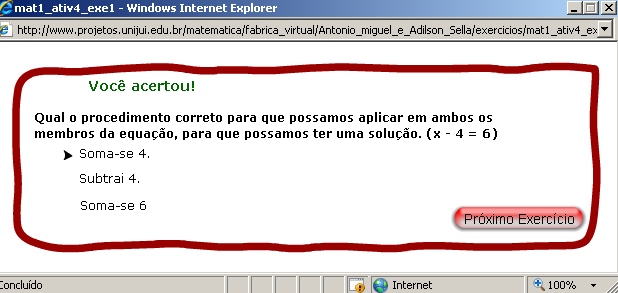 mat1_ativ4_exe1 - Windows Internet Explorer
http://www.projetos.unijui.edu.br/matematica/fabrica_virtual/Antonio_miguel_e_Adilson_Sella/exercicios/mat1_ativ4_ex
Você acertou!
Qual o procedimento correto para que possamos aplicar em ambos os
membros da equação, para que possamos ter uma solução. (x - 4 = 6)
Soma-se 4.
Subtrai 4.
Soma-se 6
Próximo Exercício
Concluído
Internet
100%